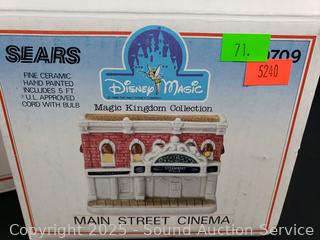 SEARS
FINE CERAMIC
HAND PAINTED
INCLUDES 5 FT.
U.L. APPROVED
CORD WITH BULB
DISNEY MAGIC
Magic Kingdom Collection
71.
5240
9709
MAIN STREET CINEMA
Copyright 2025 - Sound Auction Service